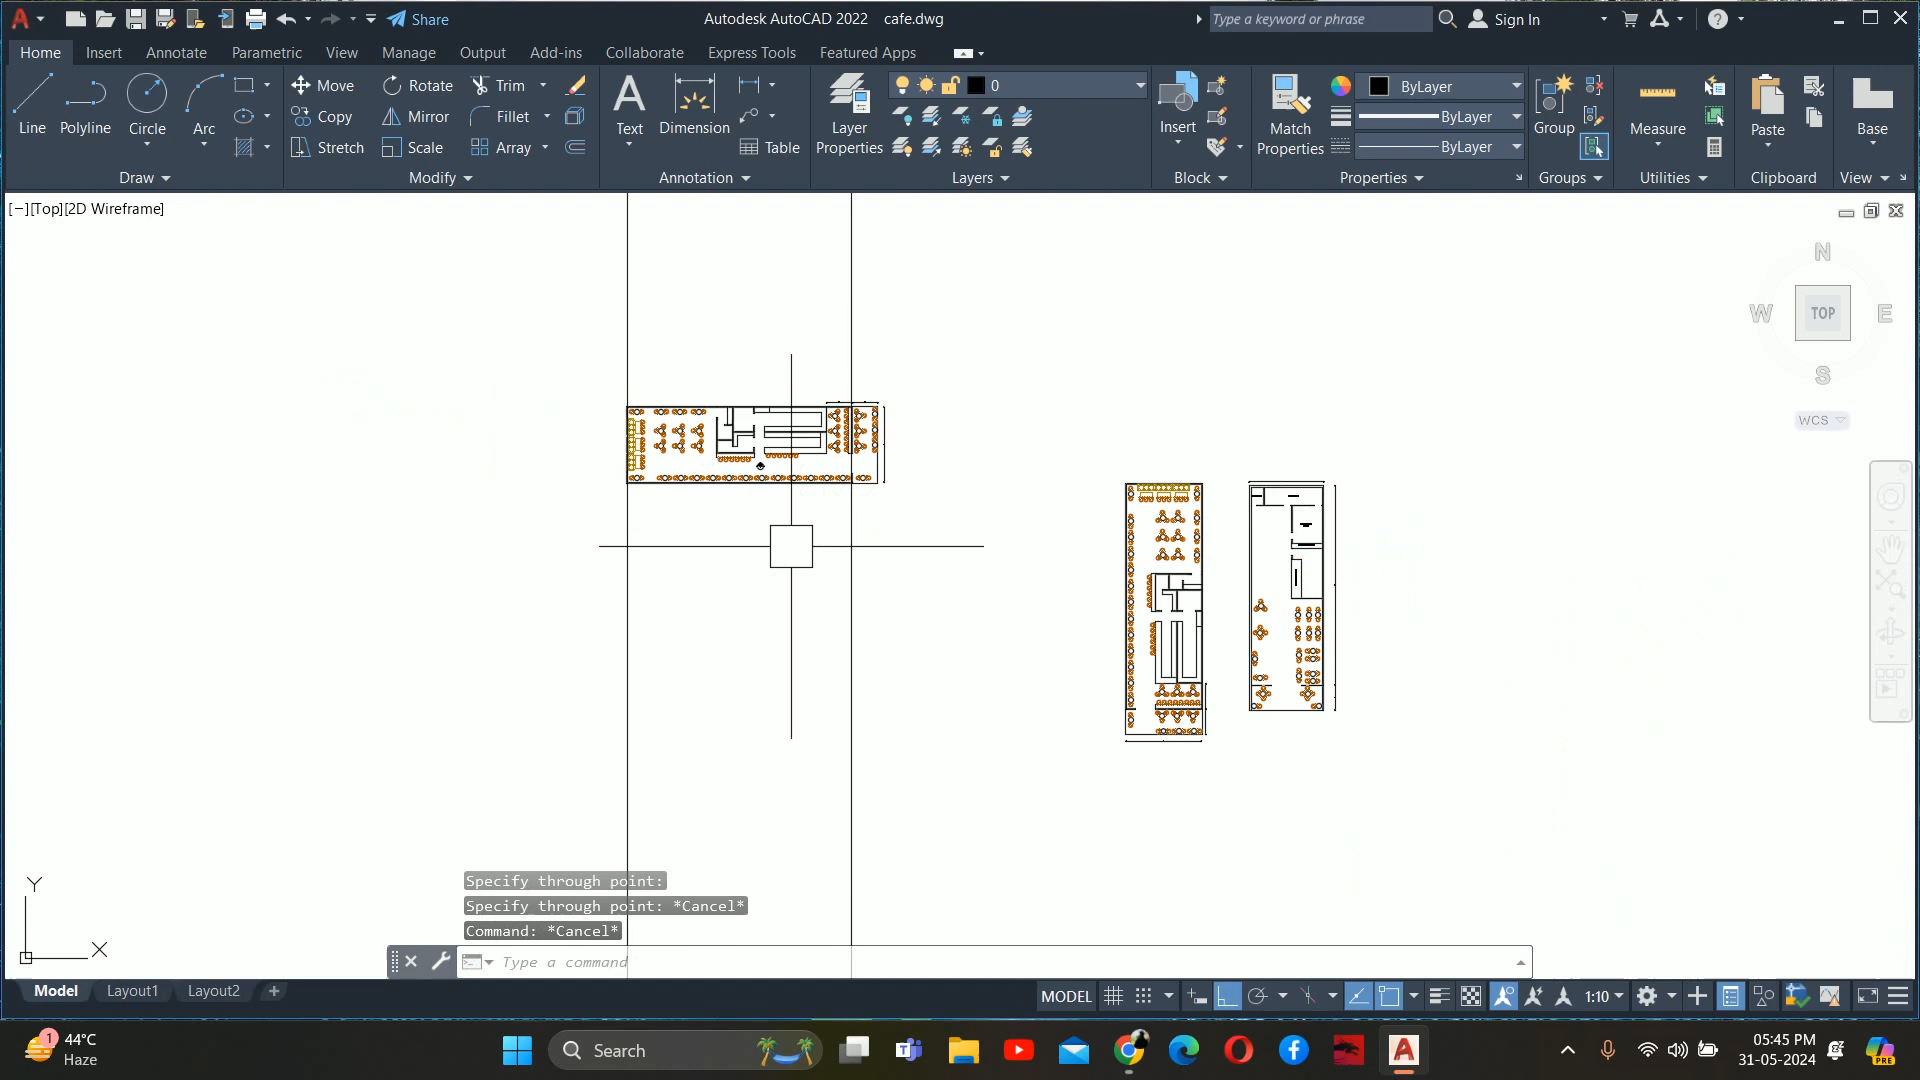 Share
Autodesk AutoCAD 2022 cafe.dwg
Type a keyword or phrase
Sign In
Home Insert Annotate Parametric View Manage Output Add-ins Collaborate Express Tools Featured Apps
Line Polyline Circle Arc
Draw
Move Rotate Trim
Copy Mirror Fillet
Stretch Scale Array
Modify
Text Dimension Table
Annotation
Layer
Properties
0
Layers
Insert
Block
Match
Properties
ByLayer
ByLayer
ByLayer
Properties
Group
Groups
Measure
Utilities
Paste
Clipboard
Base
View
[−][Top][2D Wireframe]
N
W TOP E
S
WCS
Y
X
Specify through point:
Specify through point: *Cancel*
Command: *Cancel*
Type a command
Model Layout1 Layout2 +
MODEL 1:10
1
44°C
Haze
Search
05:45 PM
31-05-2024
PRE